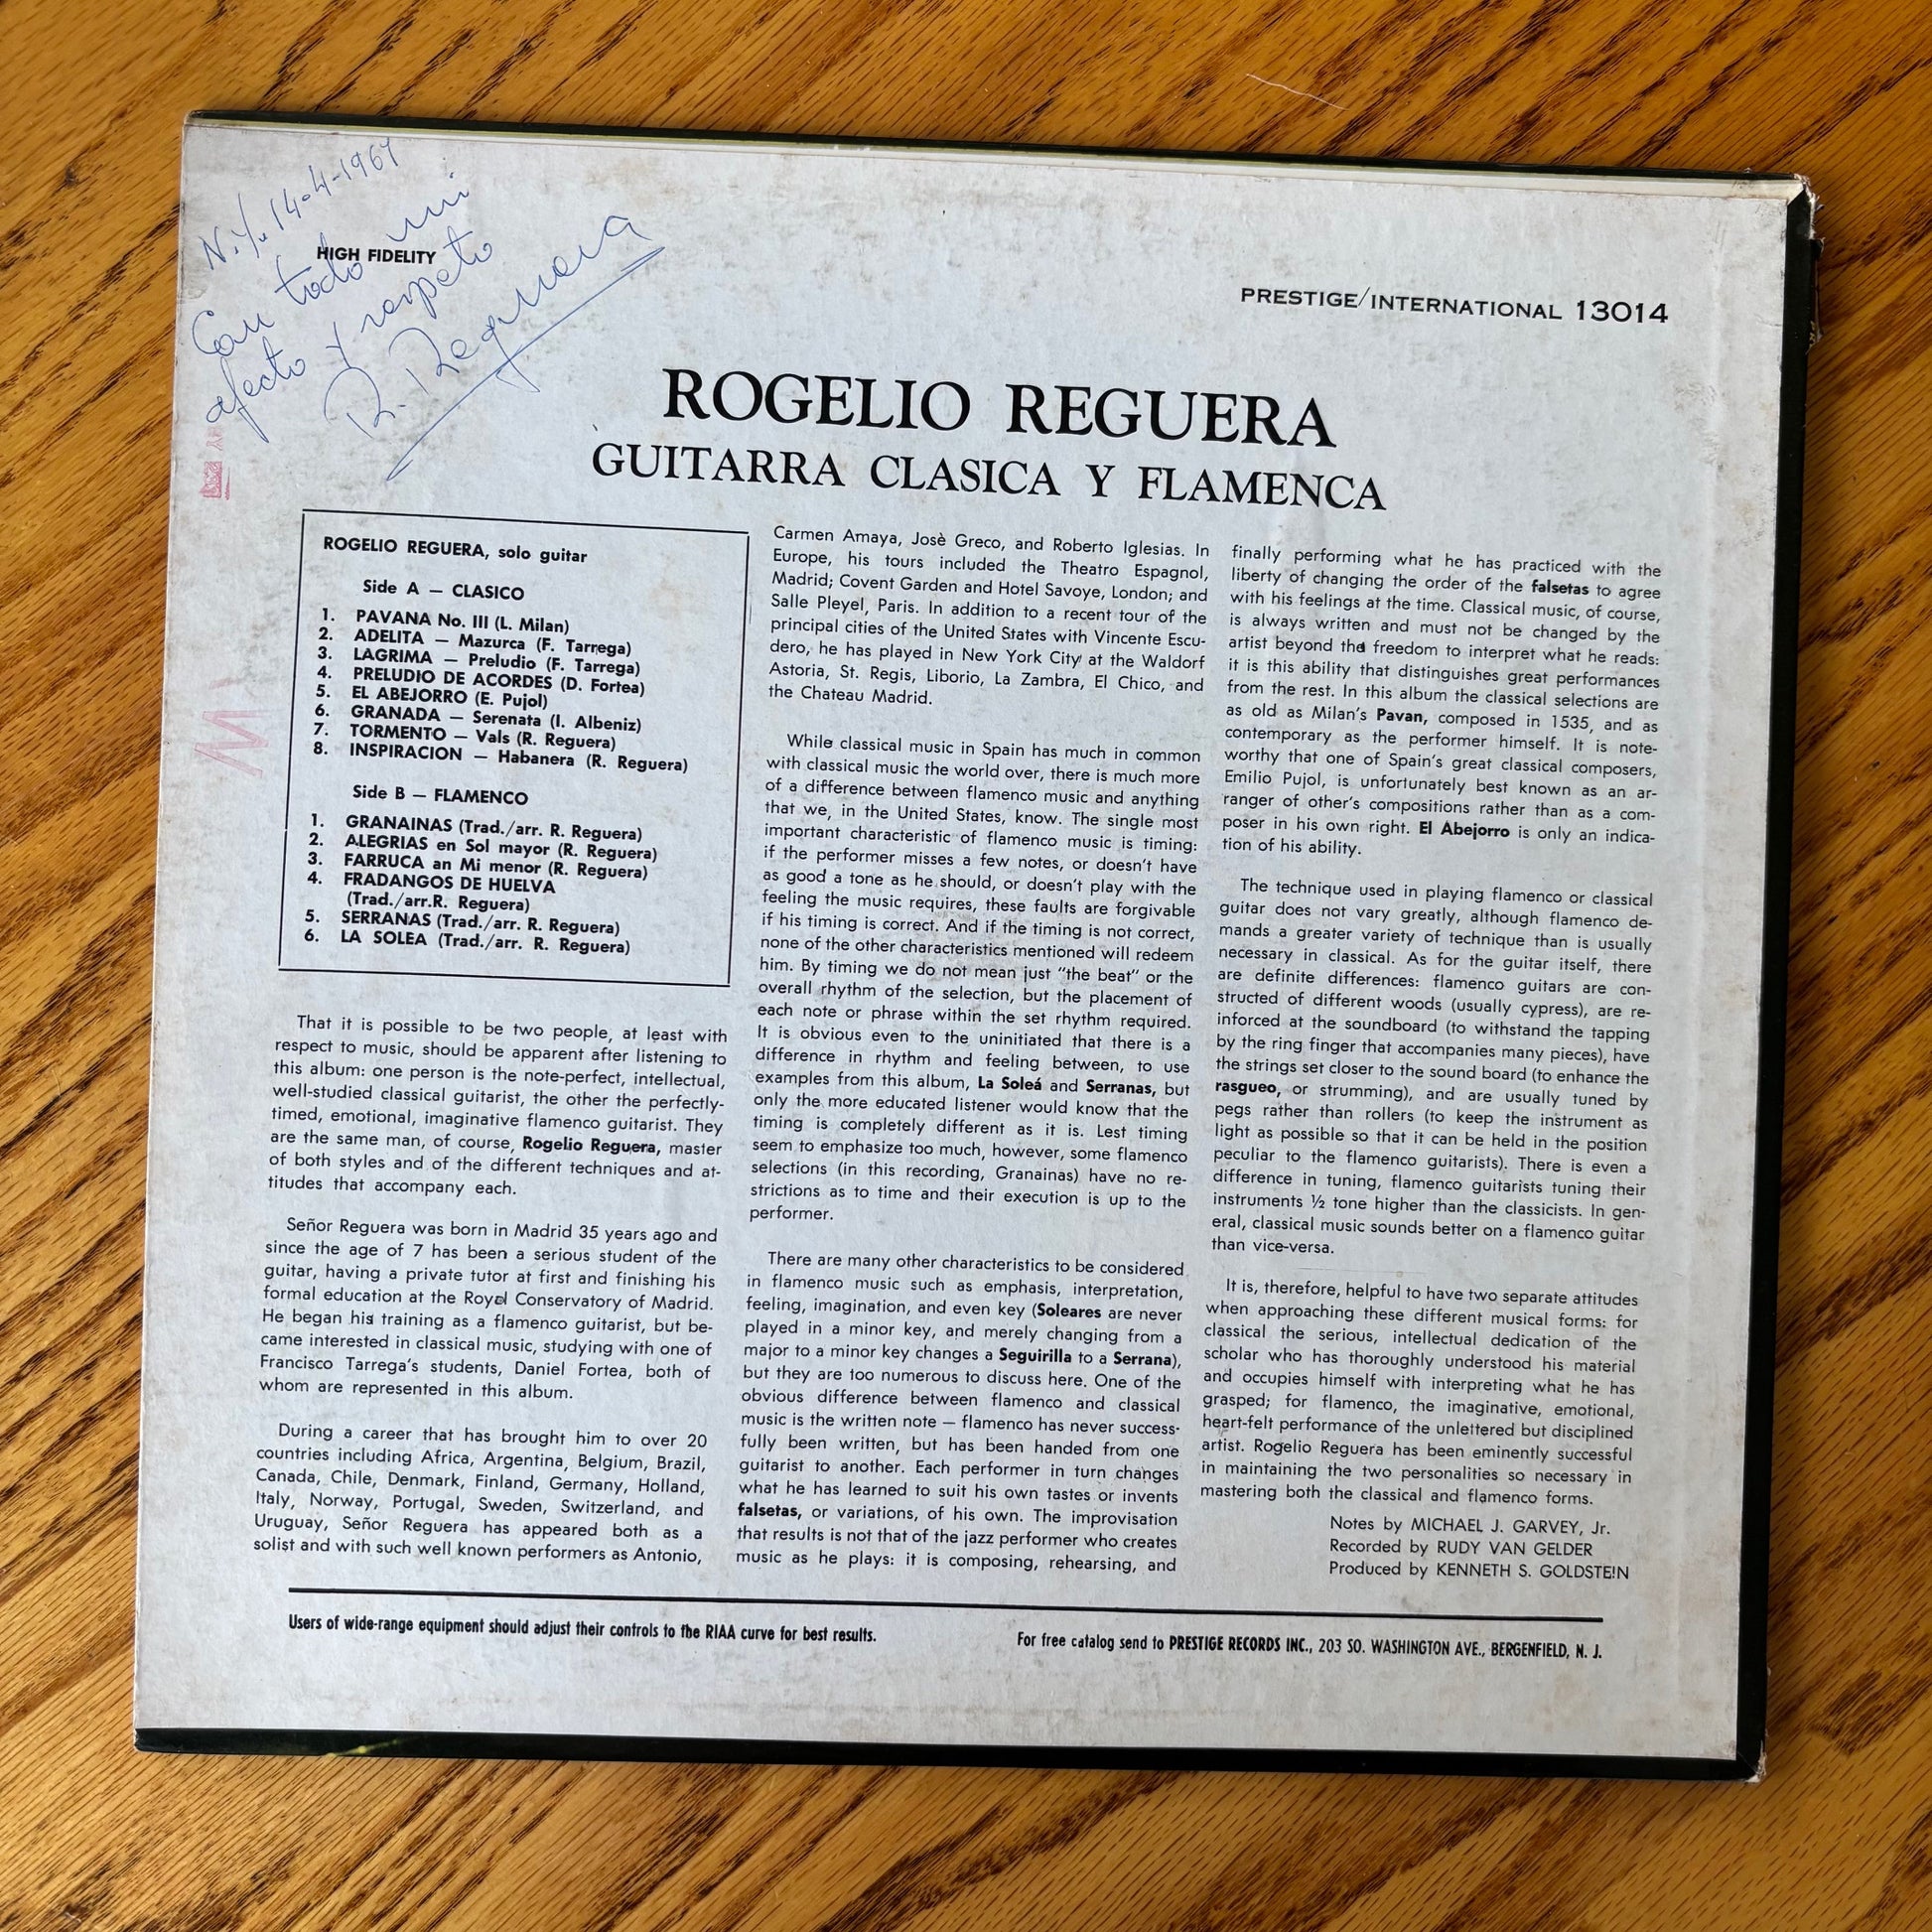 N.Y. 14-4-1964
Con todo mi
afecto y respeto
R. Reguera
HIGH FIDELITY
PRESTIGE/INTERNATIONAL 13014
ROGELIO REGUERA
GUITARRA CLASICA Y FLAMENCA
ROGELIO REGUERA, solo guitar
Side A — CLASICO
1. PAVANA No. III (L. Milan)
2. ADELITA — Mazurca (F. Tarrega)
3. LAGRIMA — Preludio (F. Tarrega)
4. PRELUDIO DE ACORDES (D. Fortea)
5. EL ABEJORRO (E. Pujol)
6. GRANADA — Serenata (I. Albeniz)
7. TORMENTO — Vals (R. Reguera)
8. INSPIRACION — Habanera (R. Reguera)
Side B — FLAMENCO
1. GRANAINAS (Trad./arr. R. Reguera)
2. ALEGRIAS en Sol mayor (R. Reguera)
3. FARRUCA an Mi menor (R. Reguera)
4. FRADANGOS DE HUELVA
(Trad./arr.R. Reguera)
5. SERRANAS (Trad./arr. R. Reguera)
6. LA SOLEA (Trad./arr. R. Reguera)
That it is possible to be two people, at least with
respect to music, should be apparent after listening to
this album: one person is the note-perfect, intellectual,
well-studied classical guitarist, the other the perfectly-
timed, emotional, imaginative flamenco guitarist. They
are the same man, of course, Rogelio Reguera, master
of both styles and of the different techniques and at-
titudes that accompany each.
Señor Reguera was born in Madrid 35 years ago and
since the age of 7 has been a serious student of the
guitar, having a private tutor at first and finishing his
formal education at the Royal Conservatory of Madrid.
He began his training as a flamenco guitarist, but be-
came interested in classical music, studying with one of
Francisco Tarrega's students, Daniel Fortea, both of
whom are represented in this album.
During a career that has brought him to over 20
countries including Africa, Argentina, Belgium, Brazil,
Canada, Chile, Denmark, Finland, Germany, Holland,
Italy, Norway, Portugal, Sweden, Switzerland, and
Uruguay, Señor Reguera has appeared both as a
solist and with such well known performers as Antonio,
Carmen Amaya, Josè Greco, and Roberto Iglesias. In
Europe, his tours included the Theatro Espagnol,
Madrid; Covent Garden and Hotel Savoye, London; and
Salle Pleyel, Paris. In addition to a recent tour of the
principal cities of the United States with Vincente Escu-
dero, he has played in New York City at the Waldorf
Astoria, St. Regis, Liborio, La Zambra, El Chico, and
the Chateau Madrid.
While classical music in Spain has much in common
with classical music the world over, there is much more
of a difference between flamenco music and anything
that we, in the United States, know. The single most
important characteristic of flamenco music is timing:
if the performer misses a few notes, or doesn't have
as good a tone as he should, or doesn't play with the
feeling the music requires, these faults are forgivable
if his timing is correct. And if the timing is not correct,
none of the other characteristics mentioned will redeem
him. By timing we do not mean just "the beat" or the
overall rhythm of the selection, but the placement of
each note or phrase within the set rhythm required.
It is obvious even to the uninitiated that there is a
difference in rhythm and feeling between, to use
examples from this album, La Soleá and Serranas, but
only the more educated listener would know that the
timing is completely different as it is. Lest timing
seem to emphasize too much, however, some flamenco
selections (in this recording, Granainas) have no re-
strictions as to time and their execution is up to the
performer.
There are many other characteristics to be considered
in flamenco music such as emphasis, interpretation,
feeling, imagination, and even key (Soleares are never
played in a minor key, and merely changing from a
major to a minor key changes a Seguirilla to a Serrana),
but they are too numerous to discuss here. One of the
obvious difference between flamenco and classical
music is the written note — flamenco has never success-
fully been written, but has been handed from one
guitarist to another. Each performer in turn changes
what he has learned to suit his own tastes or invents
falsetas, or variations, of his own. The improvisation
that results is not that of the jazz performer who creates
music as he plays: it is composing, rehearsing, and
finally performing what he has practiced with the
liberty of changing the order of the falsetas to agree
with his feelings at the time. Classical music, of course,
is always written and must not be changed by the
artist beyond the freedom to interpret what he reads:
it is this ability that distinguishes great performances
from the rest. In this album the classical selections are
as old as Milan's Pavan, composed in 1535, and as
contemporary as the performer himself. It is note-
worthy that one of Spain's great classical composers,
Emilio Pujol, is unfortunately best known as an ar-
ranger of other's compositions rather than as a com-
poser in his own right. El Abejorro is only an indica-
tion of his ability.
The technique used in playing flamenco or classical
guitar does not vary greatly, although flamenco de-
mands a greater variety of technique than is usually
necessary in classical. As for the guitar itself, there
are definite differences: flamenco guitars are con-
structed of different woods (usually cypress), are re-
inforced at the soundboard (to withstand the tapping
by the ring finger that accompanies many pieces), have
the strings set closer to the sound board (to enhance the
rasgueo, or strumming), and are usually tuned by
pegs rather than rollers (to keep the instrument as
light as possible so that it can be held in the position
peculiar to the flamenco guitarists). There is even a
difference in tuning, flamenco guitarists tuning their
instruments ½ tone higher than the classicists. In gen-
eral, classical music sounds better on a flamenco guitar
than vice-versa.
It is, therefore, helpful to have two separate attitudes
when approaching these different musical forms: for
classical the serious, intellectual dedication of the
scholar who has thoroughly understood his material
and occupies himself with interpreting what he has
grasped; for flamenco, the imaginative, emotional,
heart-felt performance of the unlettered but disciplined
artist. Rogelio Reguera has been eminently successful
in maintaining the two personalities so necessary in
mastering both the classical and flamenco forms.
Notes by MICHAEL J. GARVEY, Jr.
Recorded by RUDY VAN GELDER
Produced by KENNETH S. GOLDSTEIN
Users of wide-range equipment should adjust their controls to the RIAA curve for best results.
For free catalog send to PRESTIGE RECORDS INC., 203 SO. WASHINGTON AVE., BERGENFIELD, N. J.